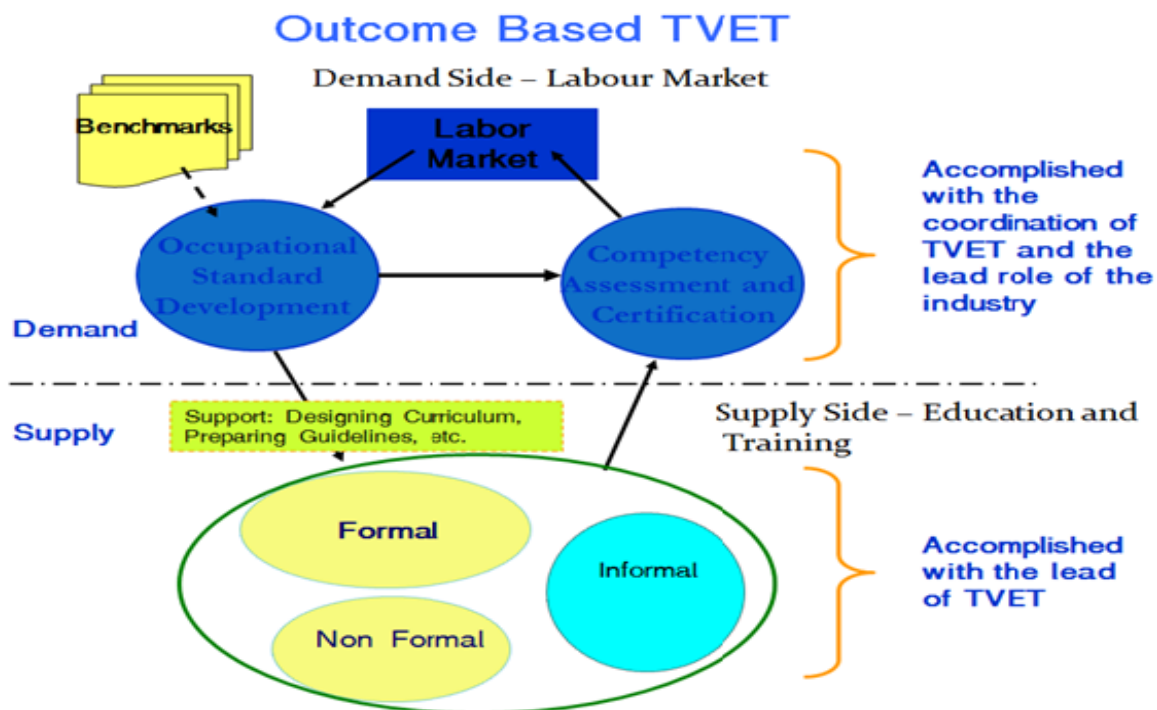 Outcome Based TVET
Demand Side – Labour Market
Benchmarks
Labor
Market
Accomplished
with the
coordination of
TVET and the
lead role of the
industry
Occupational
Standard
Development
Competency
Assessment and
Certification
Demand
Supply
Support: Designing Curriculum,
Preparing Guidelines, etc.
Supply Side – Education and
Training
Formal
Informal
Non Formal
Accomplished
with the lead
of TVET